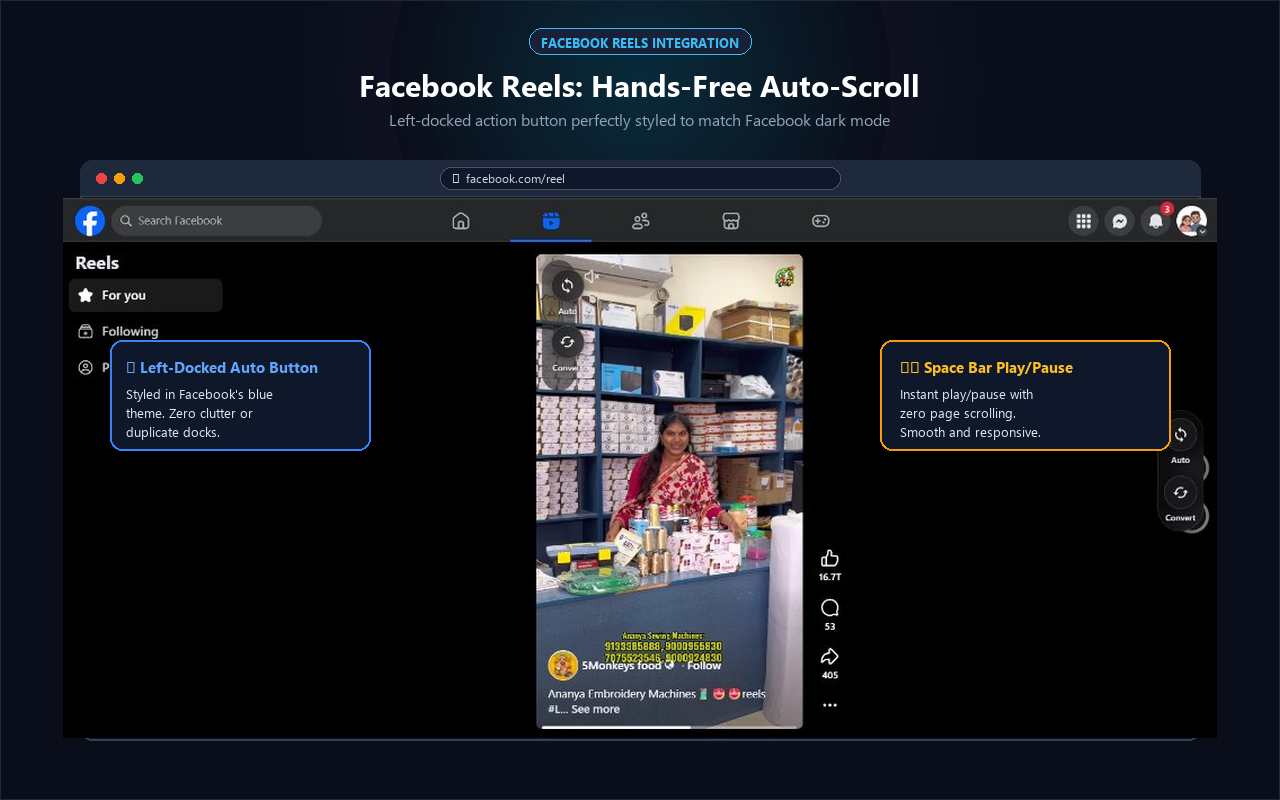 FACEBOOK REELS INTEGRATION
Facebook Reels: Hands-Free Auto-Scroll
Left-docked action button perfectly styled to match Facebook dark mode
facebook.com/reel
Search Facebook
3
Reels
For you
Following
P
Left-Docked Auto Button
Styled in Facebook's blue
theme. Zero clutter or
duplicate docks.
Auto
Convert
Space Bar Play/Pause
Instant play/pause with
zero page scrolling.
Smooth and responsive.
Auto
Convert
16.7T
53
405
Ananya Sewing Machines:
9133385888, 9000955830
7075523546, 9000924830
5Monkeys food · Follow
Ananya Embroidery Machines 🧵 😍 😍 reels
#L... See more